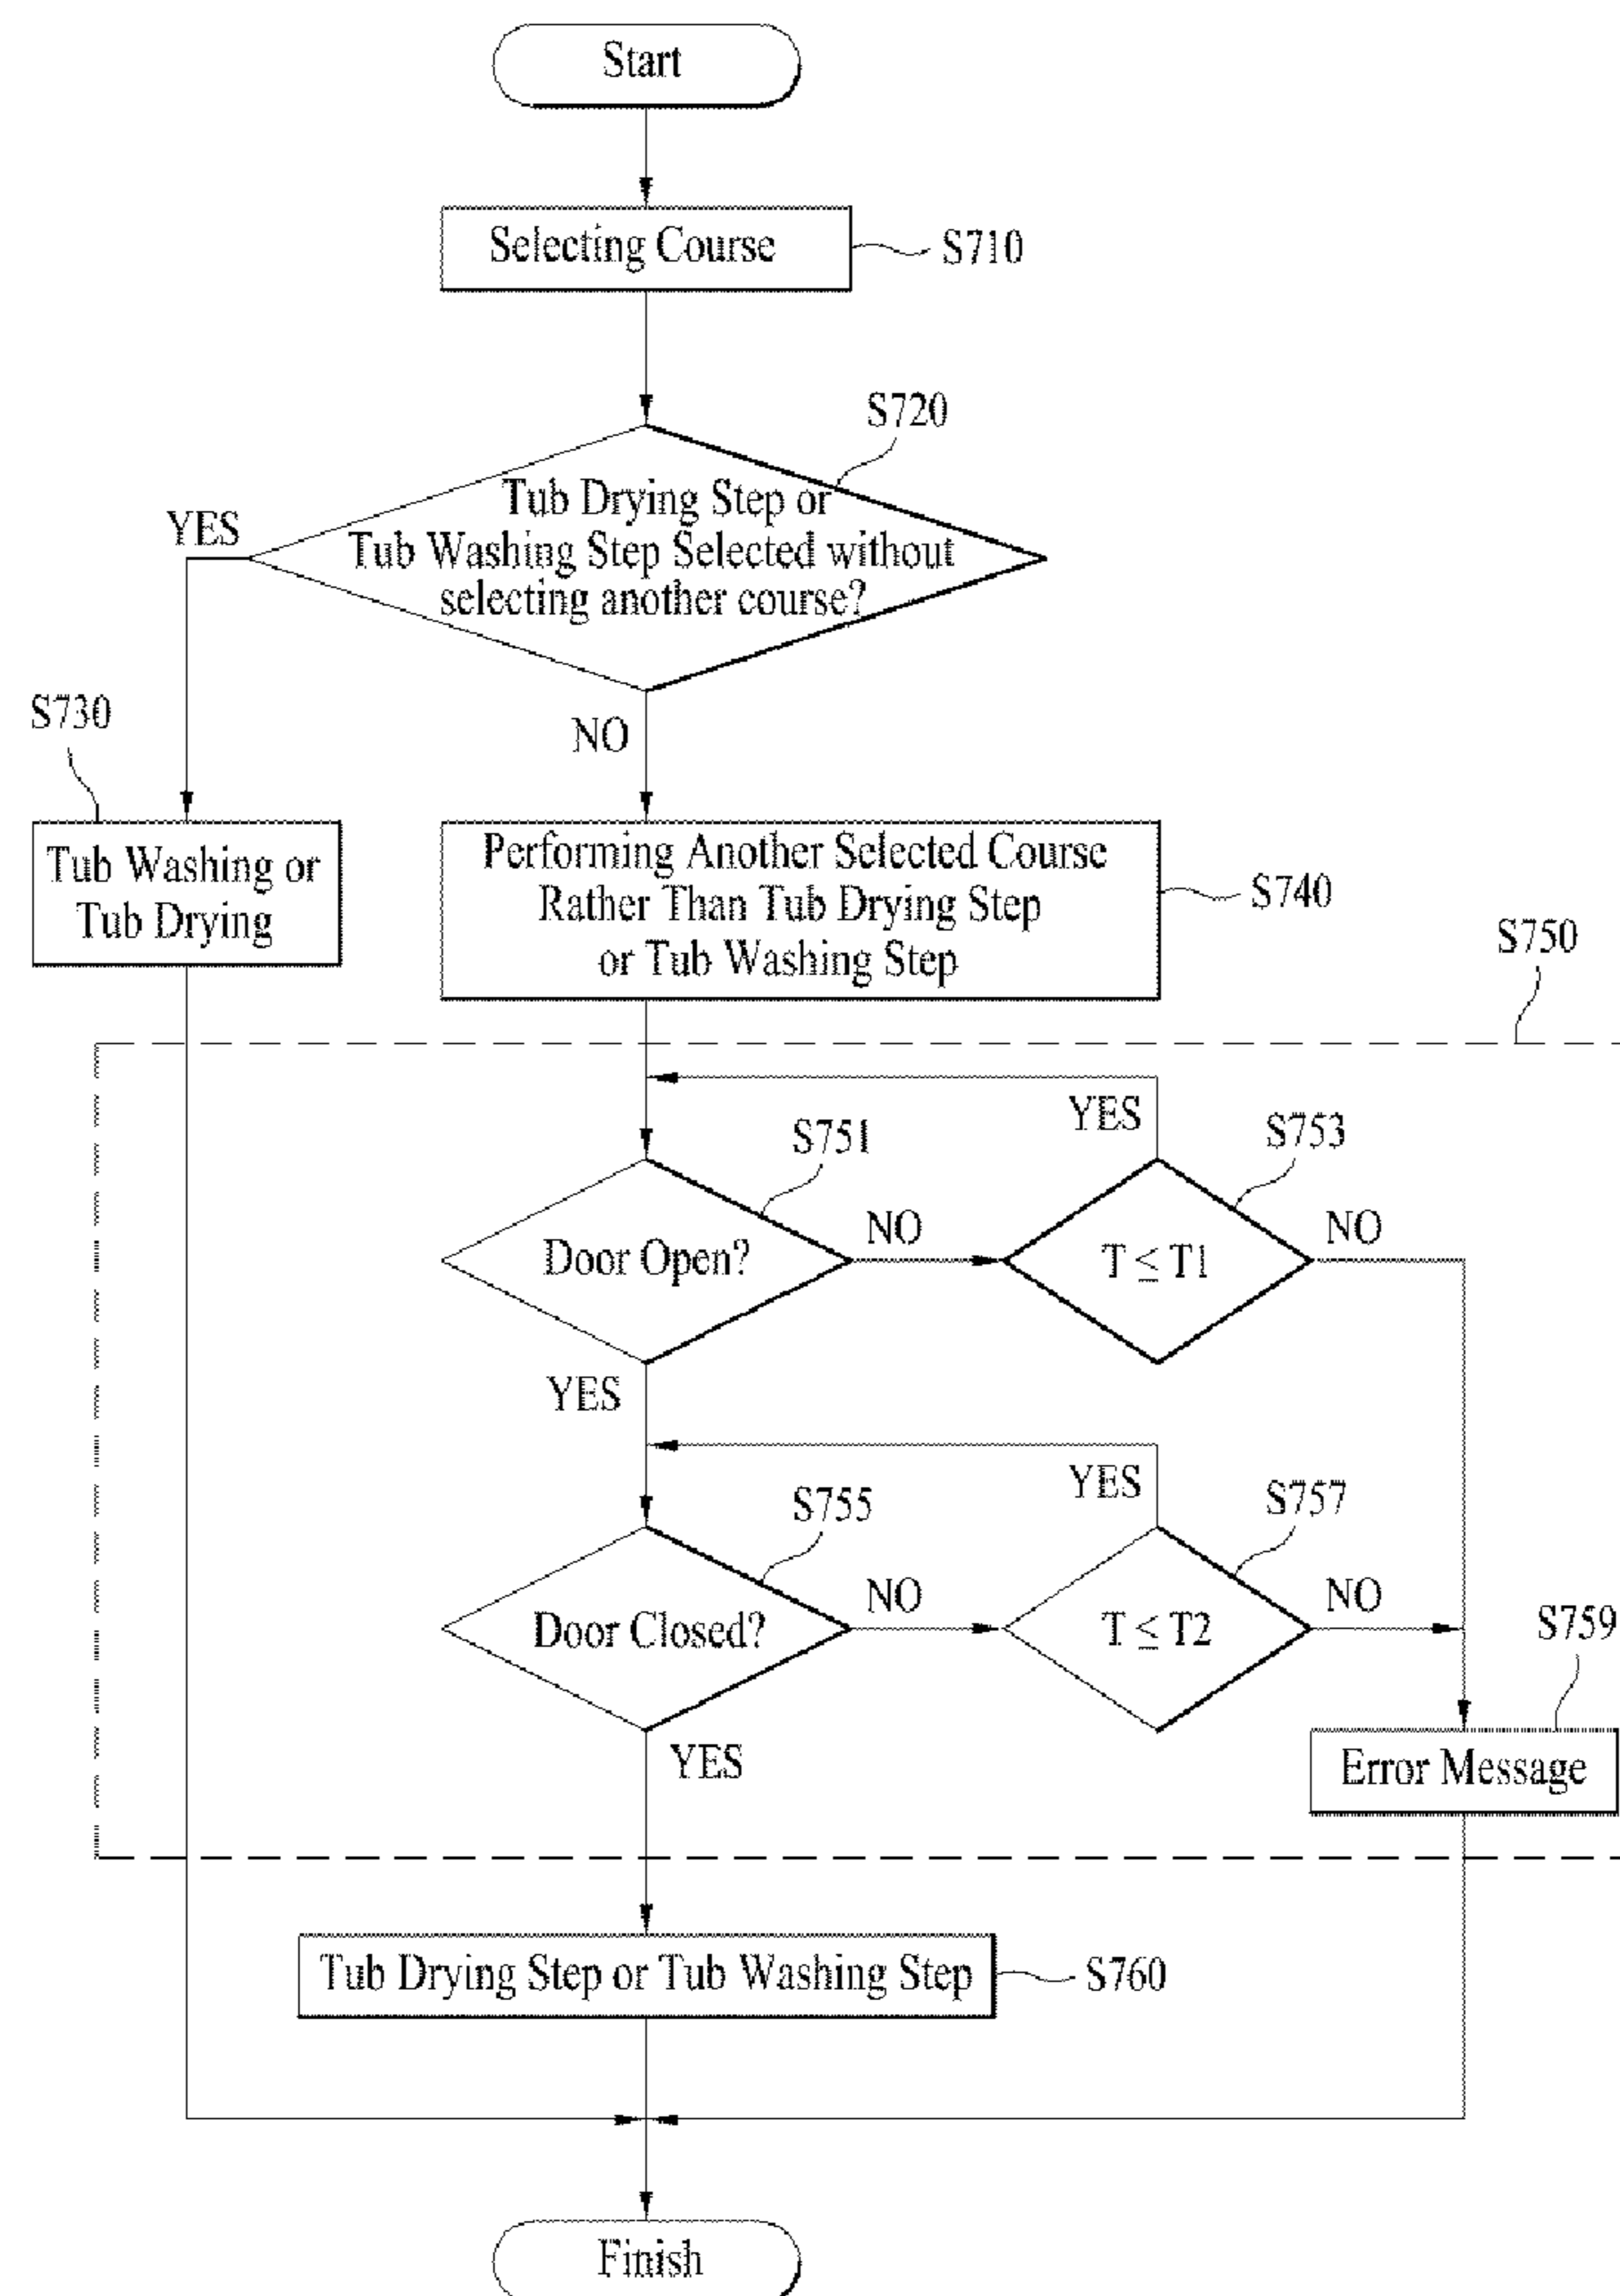 Start
Selecting Course
S710
S720
Tub Drying Step or
Tub Washing Step Selected without
selecting another course?
YES
NO
S730
Tub Washing or
Tub Drying
Performing Another Selected Course
Rather Than Tub Drying Step
or Tub Washing Step
S740
S750
YES
S751
S753
Door Open?
NO
T ≤ T1
NO
YES
YES
S755
S757
Door Closed?
NO
T ≤ T2
NO
S759
YES
Error Message
Tub Drying Step or Tub Washing Step
S760
Finish